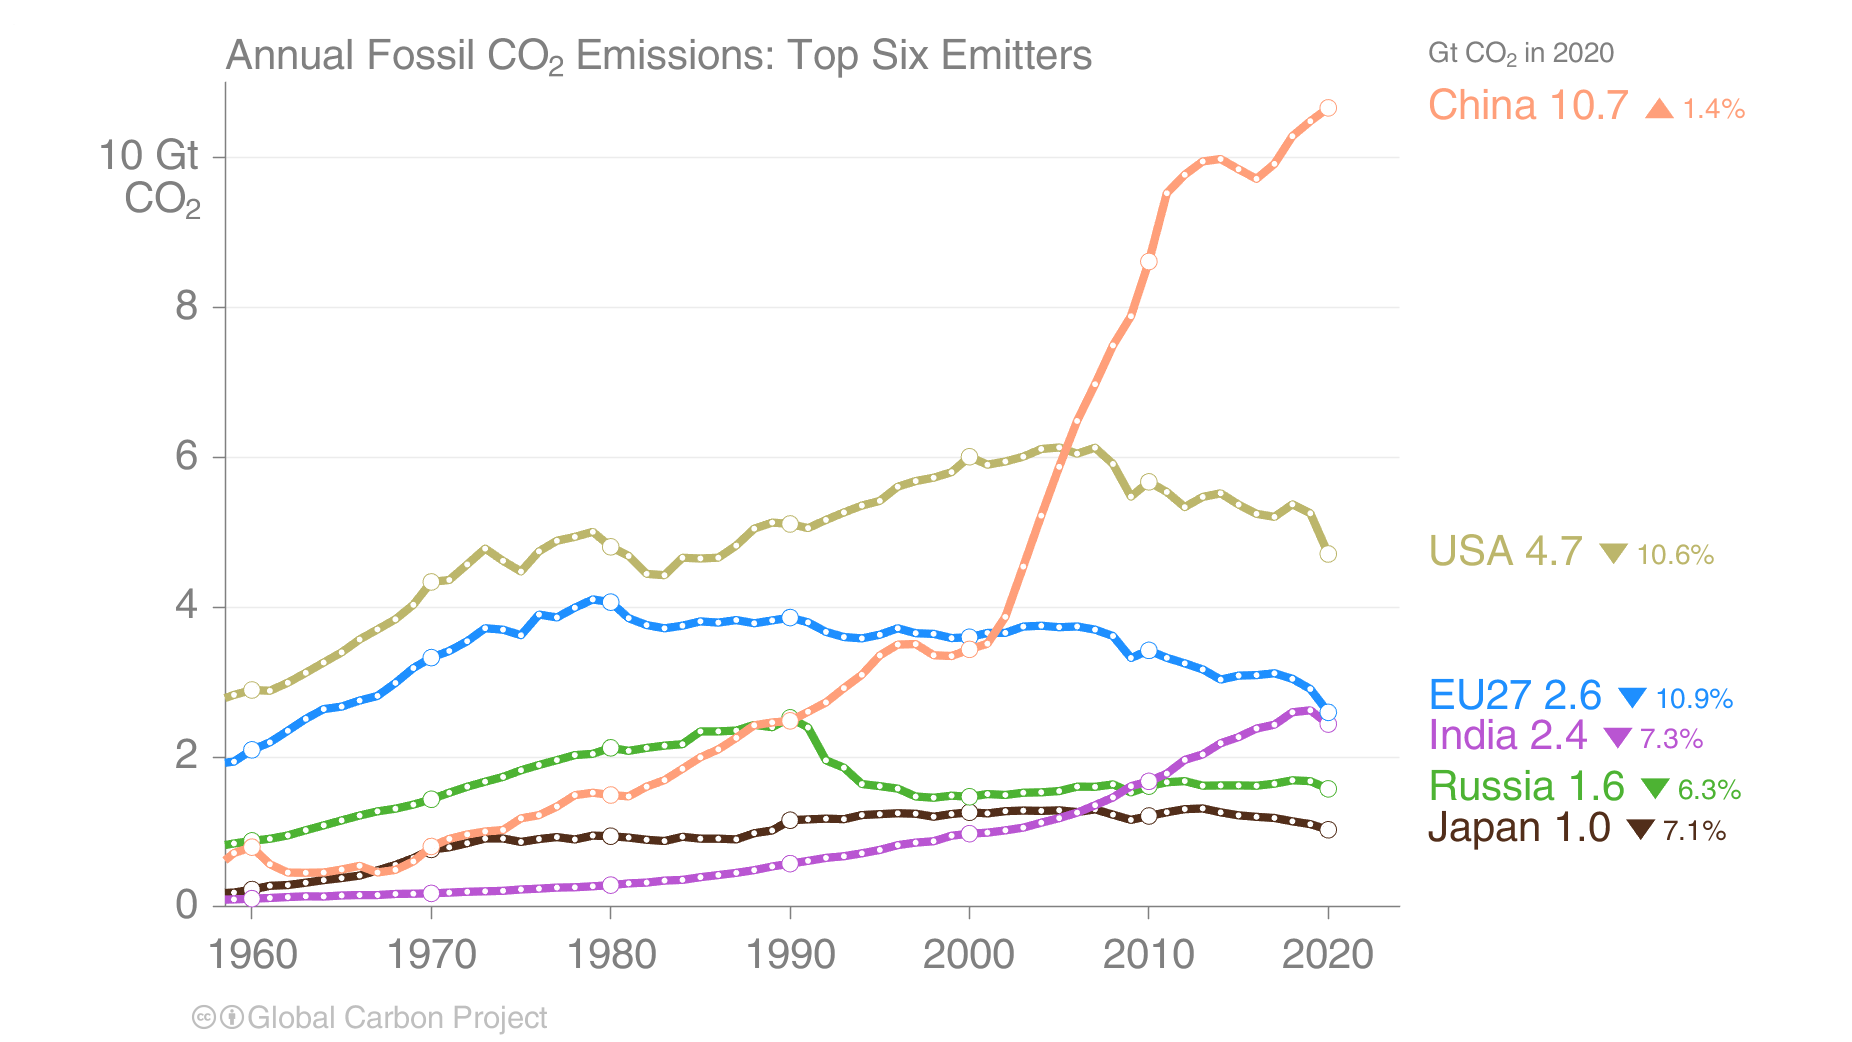 Annual Fossil CO₂ Emissions: Top Six Emitters
Gt CO₂ in 2020
China 10.7 ▲ 1.4%
10 Gt
CO₂
8
6
USA 4.7 ▼ 10.6%
4
EU27 2.6 ▼ 10.9%
India 2.4 ▼ 7.3%
2
Russia 1.6 ▼ 6.3%
Japan 1.0 ▼ 7.1%
0
1960 1970 1980 1990 2000 2010 2020
cc Global Carbon Project